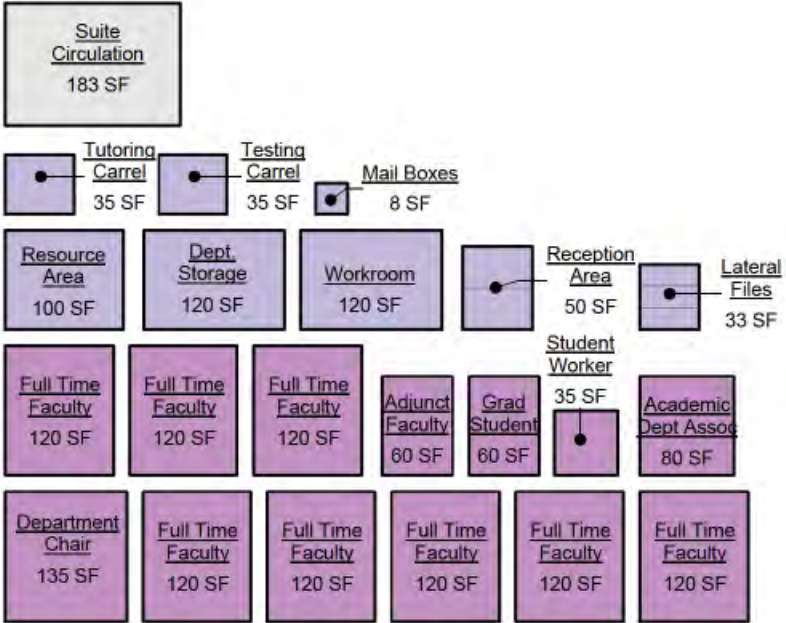 Suite
Circulation
183 SF
Tutoring
Carrel
35 SF
Testing
Carrel
35 SF
Mail Boxes
8 SF
Resource
Area
100 SF
Dept.
Storage
120 SF
Workroom
120 SF
Reception
Area
50 SF
Lateral
Files
33 SF
Full Time
Faculty
120 SF
Full Time
Faculty
120 SF
Full Time
Faculty
120 SF
Adjunct
Faculty
60 SF
Grad
Student
60 SF
Student
Worker
35 SF
Academic
Dept Assoc
80 SF
Department
Chair
135 SF
Full Time
Faculty
120 SF
Full Time
Faculty
120 SF
Full Time
Faculty
120 SF
Full Time
Faculty
120 SF
Full Time
Faculty
120 SF